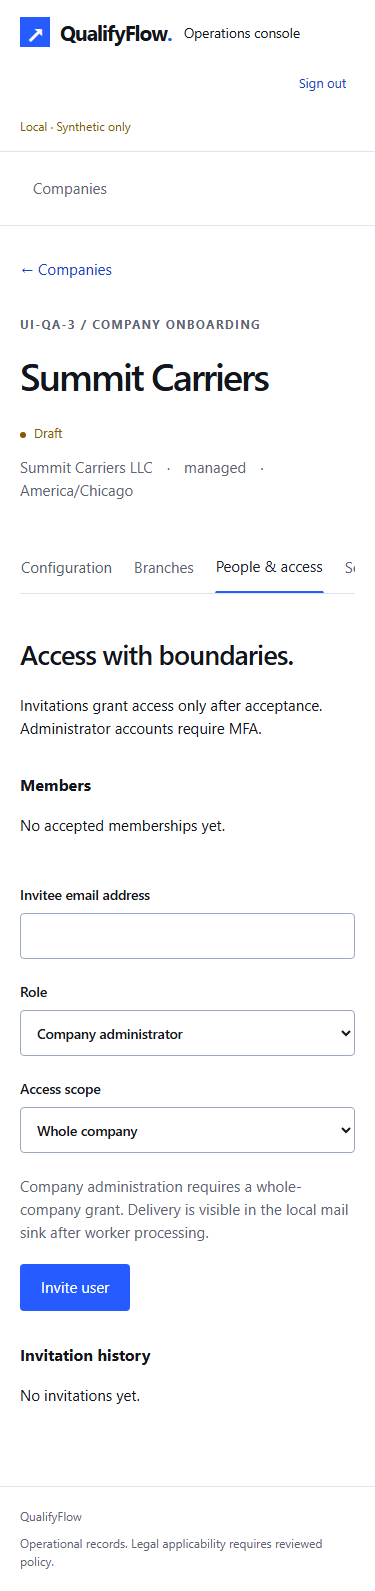 QualifyFlow. Operations console
Sign out
Local · Synthetic only
Companies
← Companies
UI-QA-3 / COMPANY ONBOARDING
Summit Carriers
Draft
Summit Carriers LLC · managed ·
America/Chicago
Configuration Branches People & access
Access with boundaries.
Invitations grant access only after acceptance.
Administrator accounts require MFA.
Members
No accepted memberships yet.
Invitee email address
Role
Company administrator
Access scope
Whole company
Company administration requires a whole-
company grant. Delivery is visible in the local mail
sink after worker processing.
Invite user
Invitation history
No invitations yet.
QualifyFlow
Operational records. Legal applicability requires reviewed
policy.